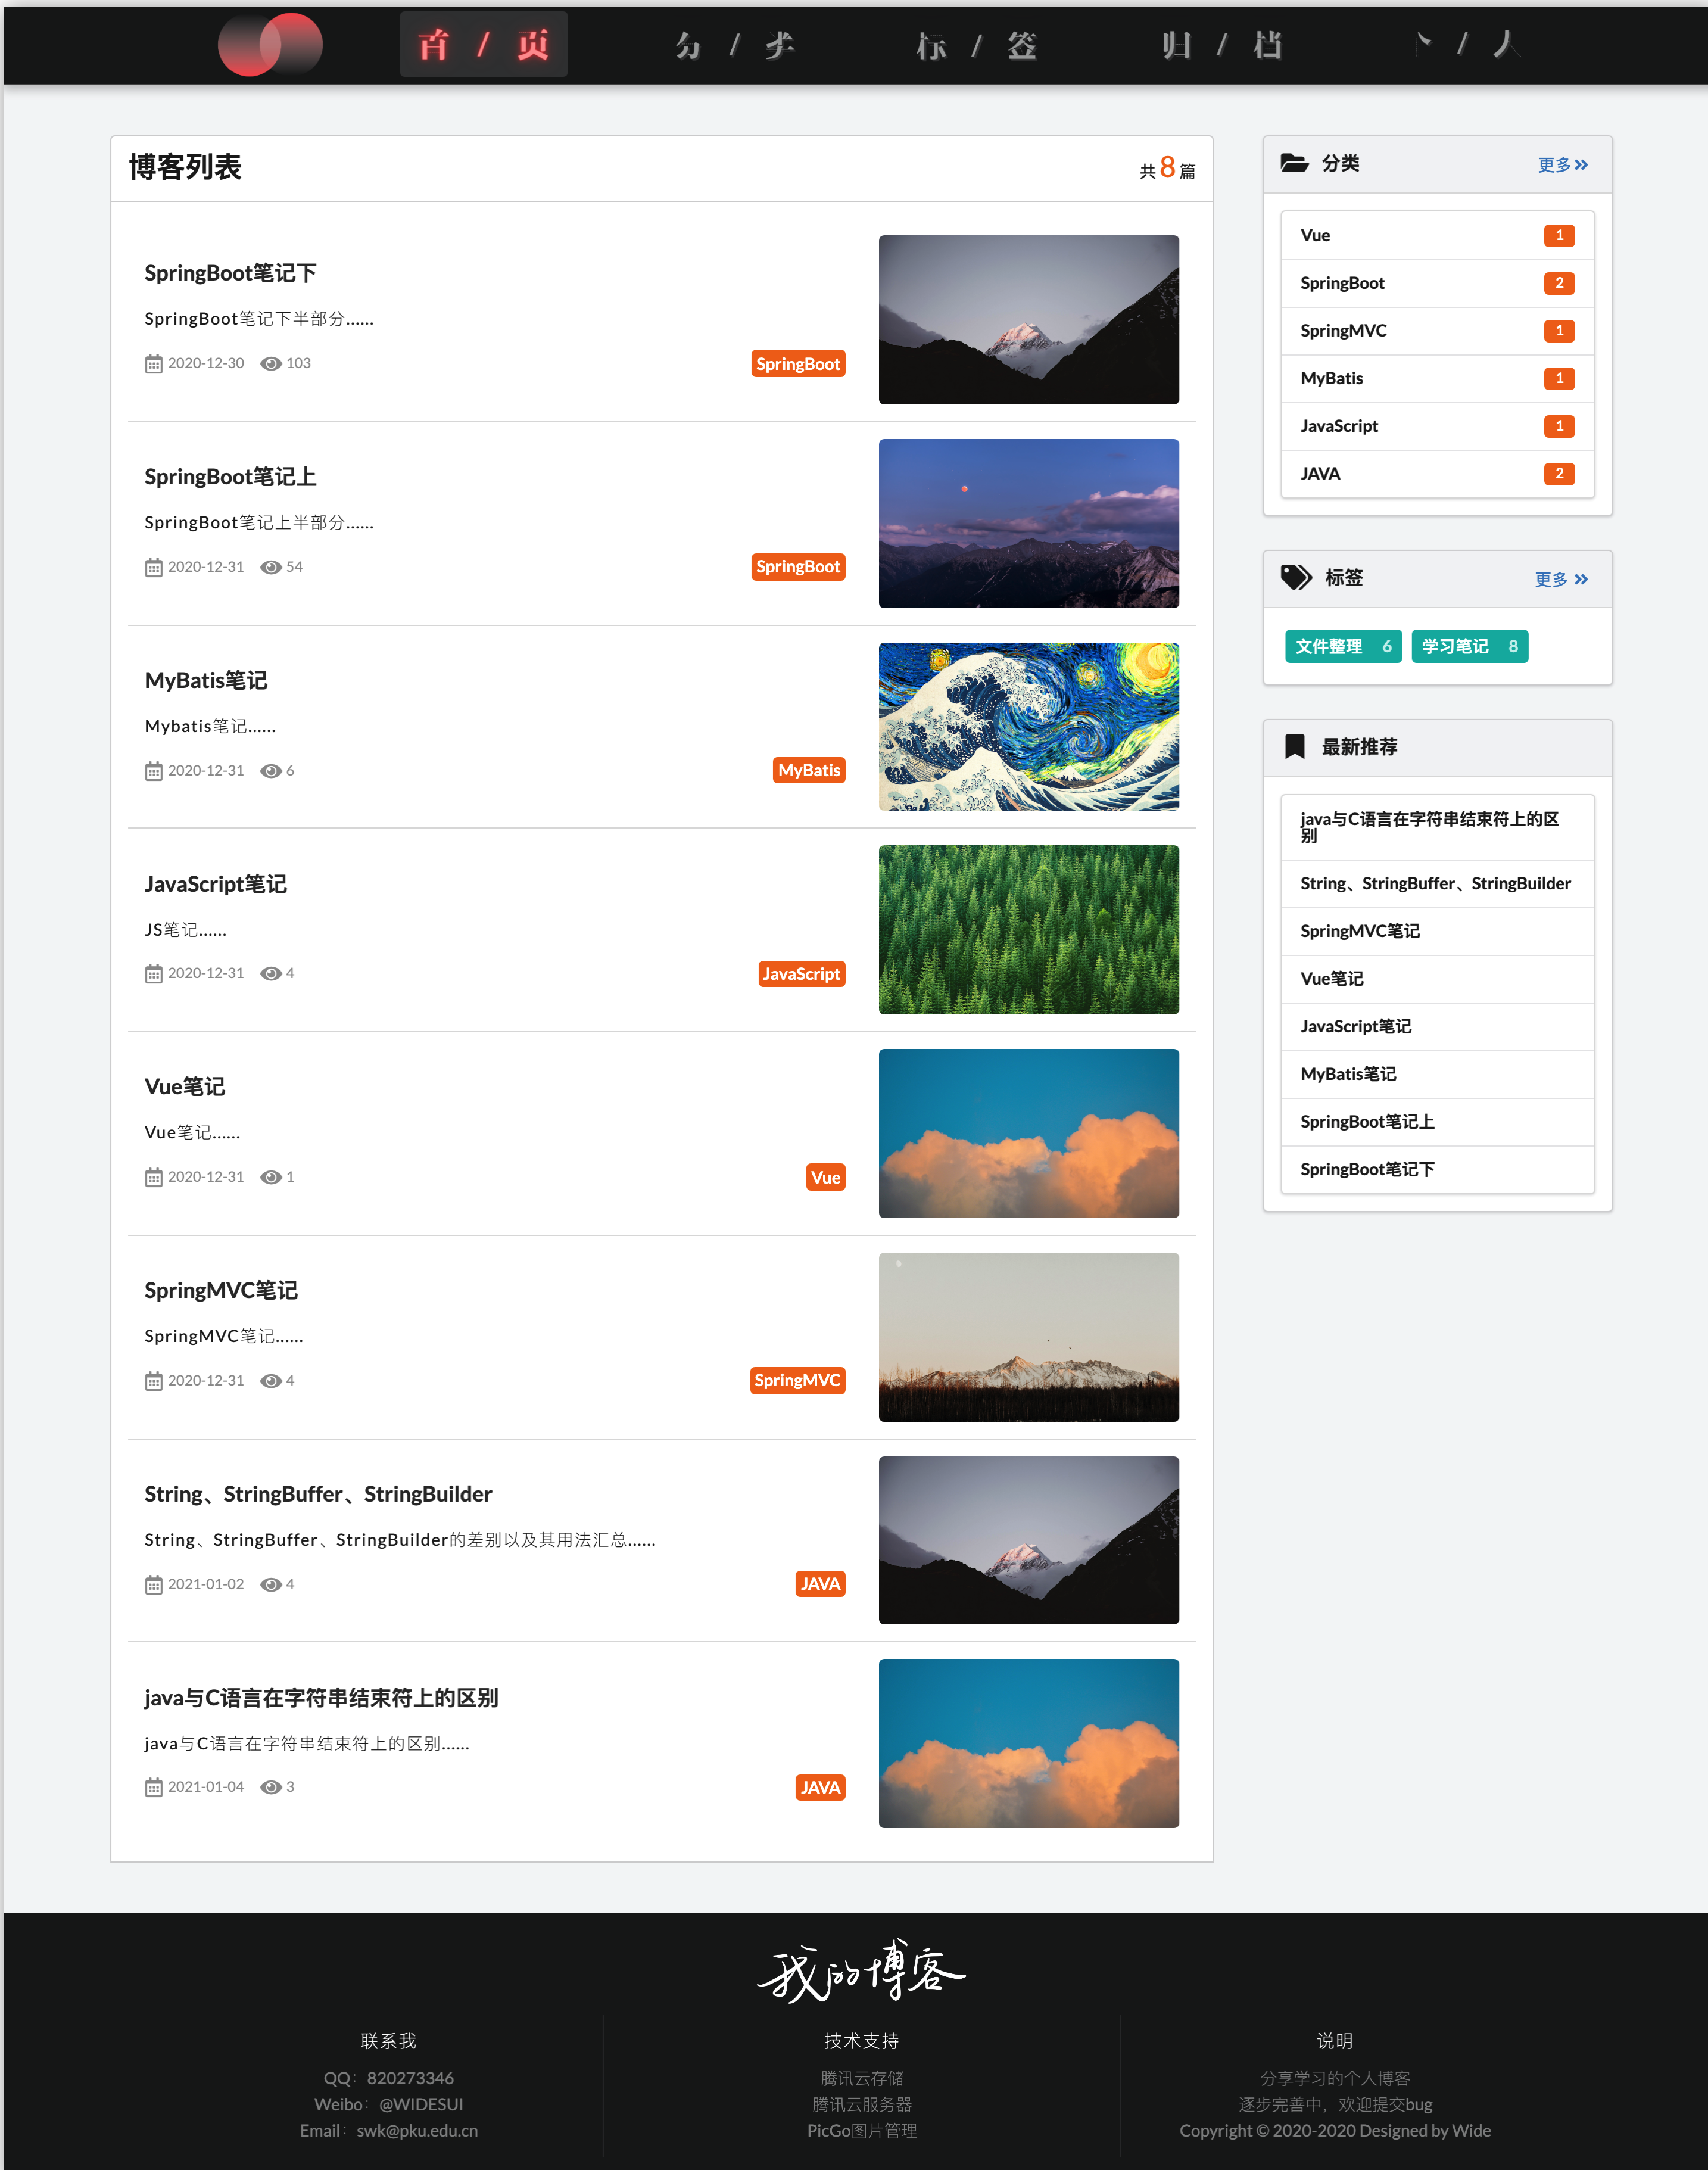 首 / 页
分 / 类
标 / 签
归 / 档
/ 人
博客列表
共8篇
SpringBoot笔记下
SpringBoot笔记下半部分......
2020-12-30 103
SpringBoot
SpringBoot笔记上
SpringBoot笔记上半部分......
2020-12-31 54
SpringBoot
MyBatis笔记
Mybatis笔记......
2020-12-31 6
MyBatis
JavaScript笔记
JS笔记......
2020-12-31 4
JavaScript
Vue笔记
Vue笔记......
2020-12-31 1
Vue
SpringMVC笔记
SpringMVC笔记......
2020-12-31 4
SpringMVC
String、StringBuffer、StringBuilder
String、StringBuffer、StringBuilder的差别以及其用法汇总......
2021-01-02 4
JAVA
java与C语言在字符串结束符上的区别
java与C语言在字符串结束符上的区别......
2021-01-04 3
JAVA
分类
更多
Vue 1
SpringBoot 2
SpringMVC 1
MyBatis 1
JavaScript 1
JAVA 2
标签
更多
文件整理 6
学习笔记 8
最新推荐
java与C语言在字符串结束符上的区
别
String、StringBuffer、StringBuilder
SpringMVC笔记
Vue笔记
JavaScript笔记
MyBatis笔记
SpringBoot笔记上
SpringBoot笔记下
我的博客
联系我
QQ：820273346
Weibo：@WIDESUI
Email：swk@pku.edu.cn
技术支持
腾讯云存储
腾讯云服务器
PicGo图片管理
说明
分享学习的个人博客
逐步完善中，欢迎提交bug
Copyright © 2020-2020 Designed by Wide